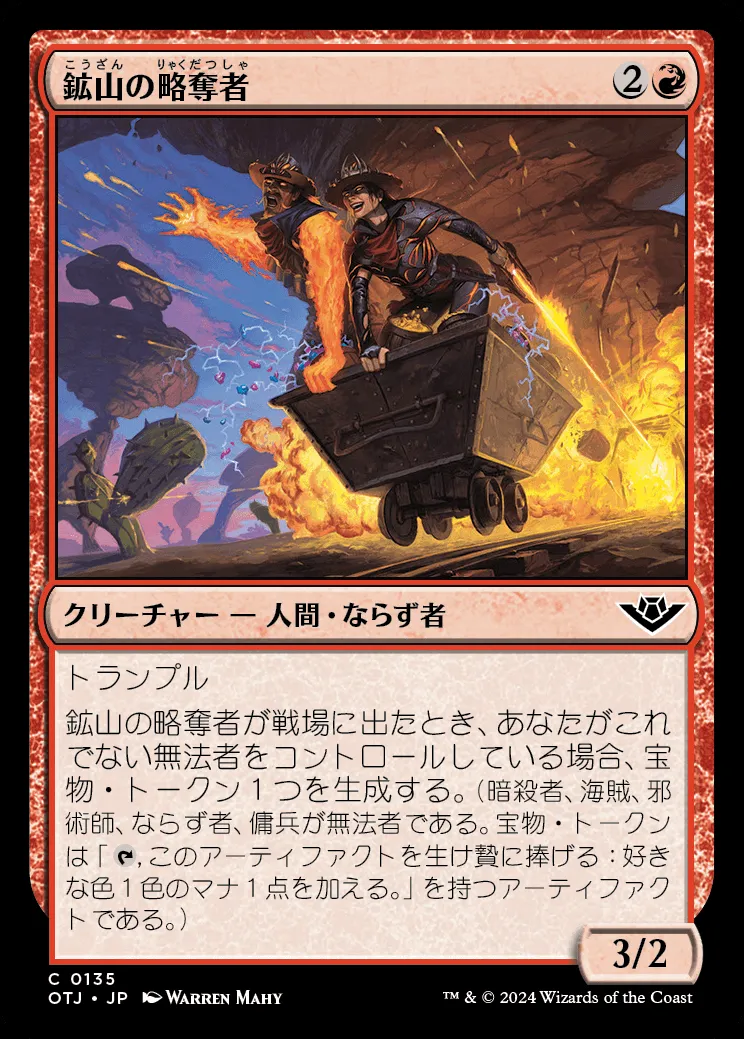 こうざん りゃくだつしゃ
鉱山の略奪者 2
クリーチャー — 人間・ならず者
トランプル
鉱山の略奪者が戦場に出たとき、あなたがこれ
でない無法者をコントロールしている場合、宝
物・トークン１つを生成する。（暗殺者、海賊、邪
術師、ならず者、傭兵が無法者である。宝物・トークン
は「,このアーティファクトを生け贄に捧げる：好き
な色１色のマナ１点を加える。」を持つアーティファク
トである。）
3/2
C 0135
OTJ • JP Warren Mahy
™ & © 2024 Wizards of the Coast